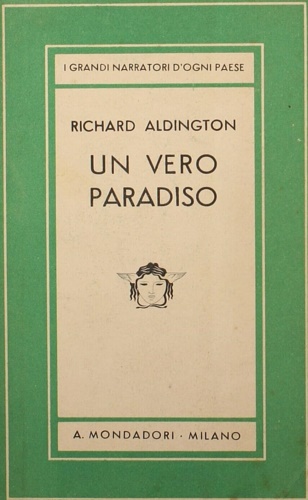 I GRANDI NARRATORI D'OGNI PAESE
RICHARD ALDINGTON
UN VERO
PARADISO
A. MONDADORI · MILANO